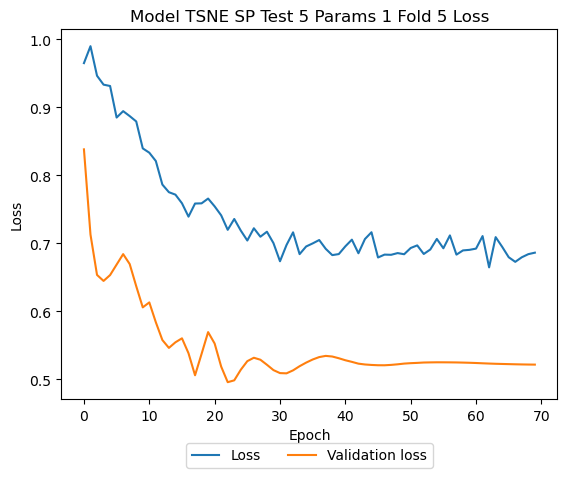 Model TSNE SP Test 5 Params 1 Fold 5 Loss
1.0
0.9
0.8
0.7
0.6
0.5
Loss
0 10 20 30 40 50 60 70
Epoch
Loss Validation loss